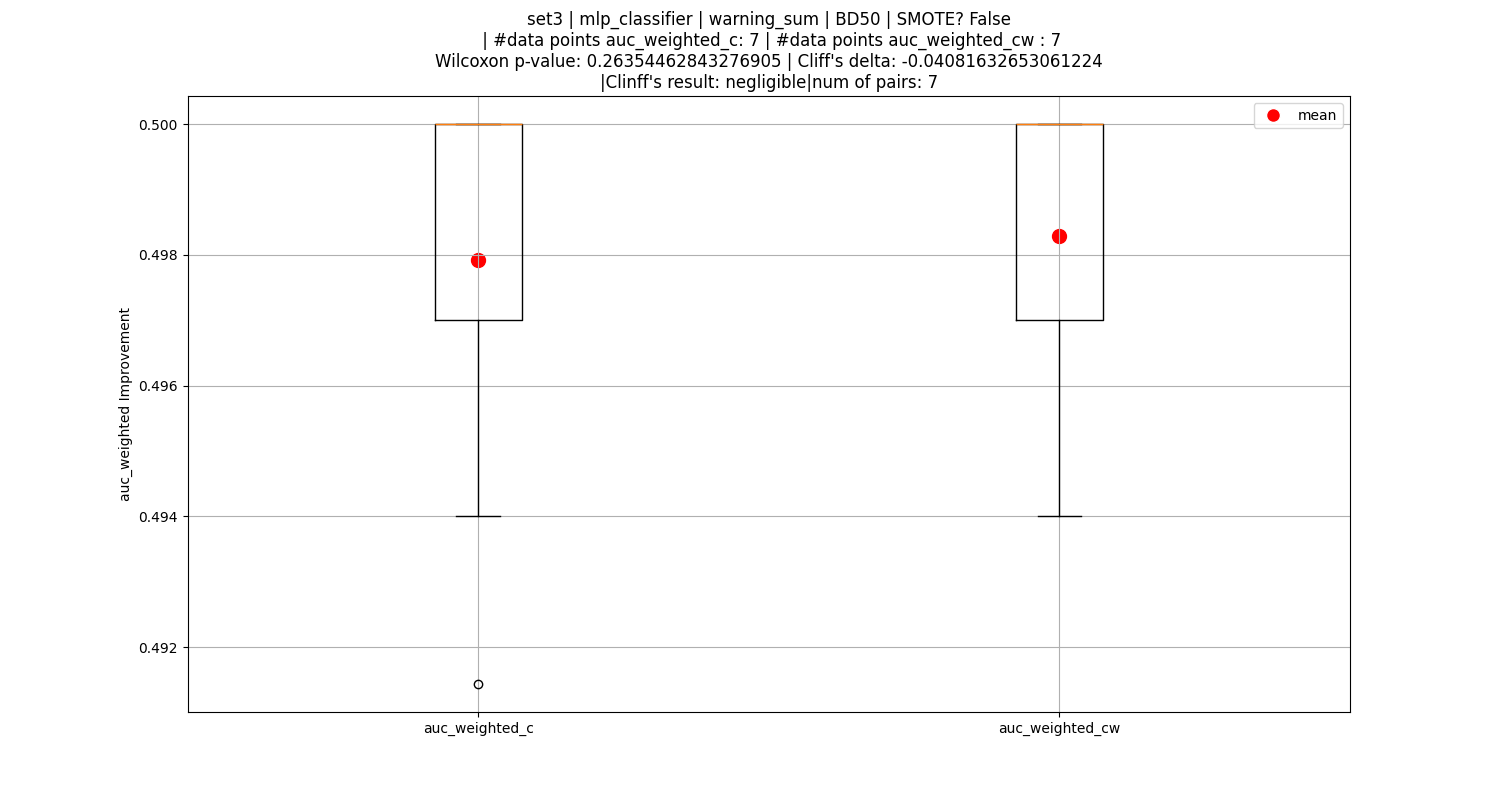 set3 | mlp_classifier | warning_sum | BD50 | SMOTE? False
| #data points auc_weighted_c: 7 | #data points auc_weighted_cw : 7
Wilcoxon p-value: 0.26354462843276905 | Cliff's delta: -0.04081632653061224
|Clinff's result: negligible|num of pairs: 7
mean
0.500
0.498
0.496
0.494
0.492
auc_weighted Improvement
auc_weighted_c
auc_weighted_cw